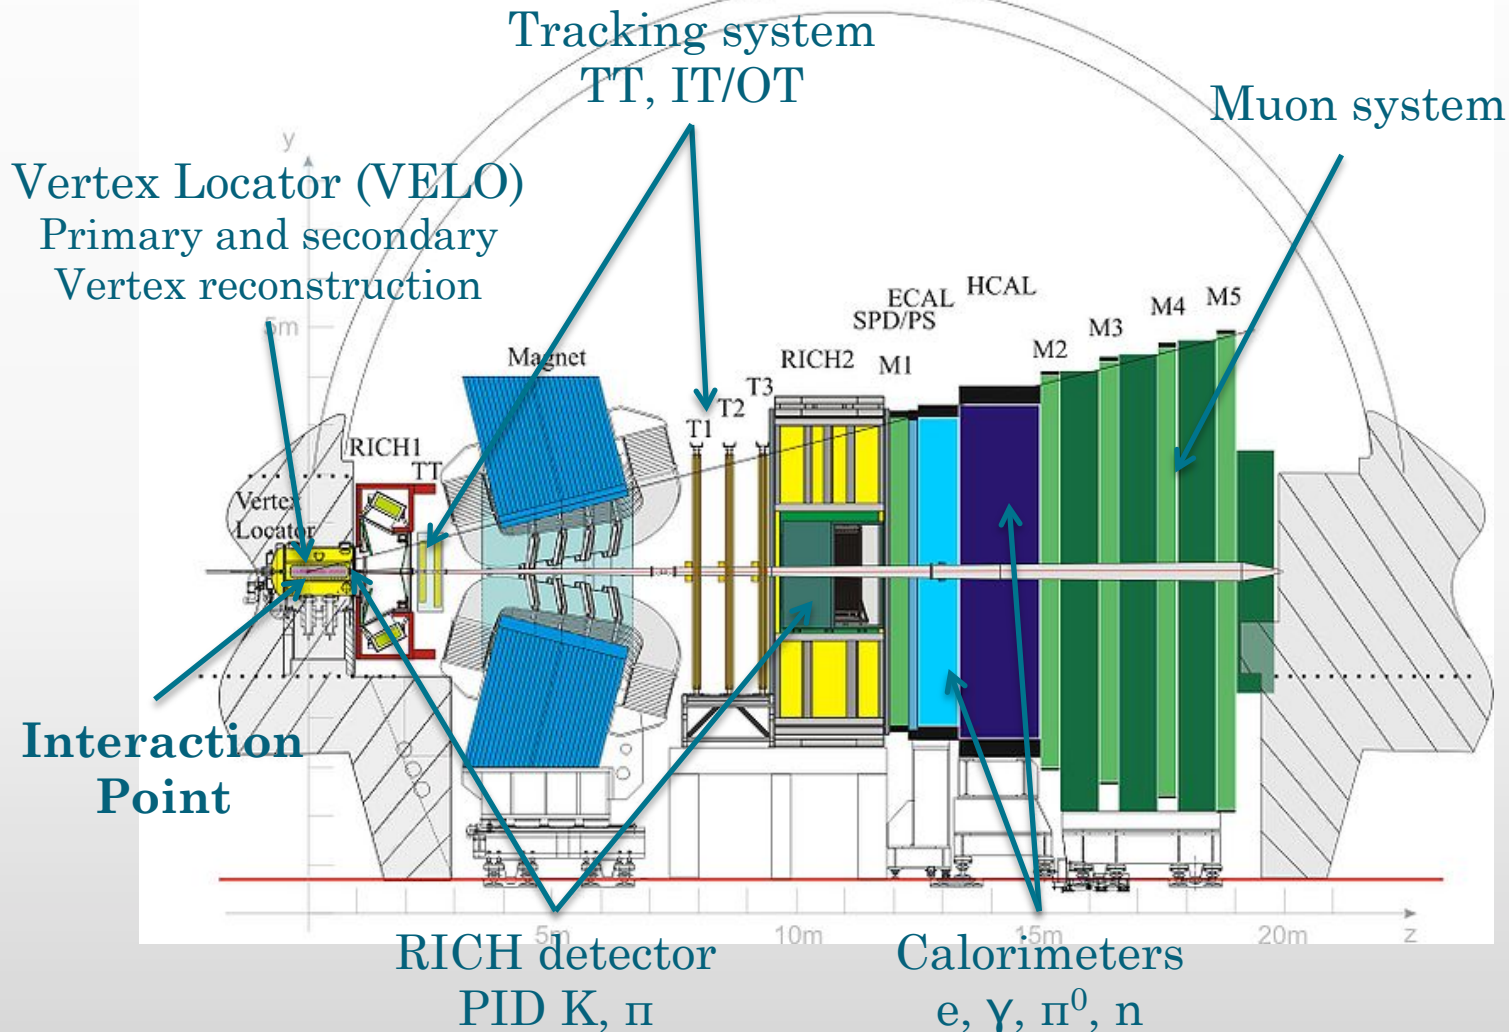 Tracking system
TT, IT/OT
Muon system
y
Vertex Locator (VELO)
Primary and secondary
Vertex reconstruction
5m
Magnet
RICH1
TT
Vertex
Locator
T1
T2
T3
RICH2
SPD/PS
ECAL
HCAL
M1
M2
M3
M4
M5
Interaction
Point
5m
10m
15m
20m
z
RICH detector
PID K, π
Calorimeters
e, γ, π⁰, n